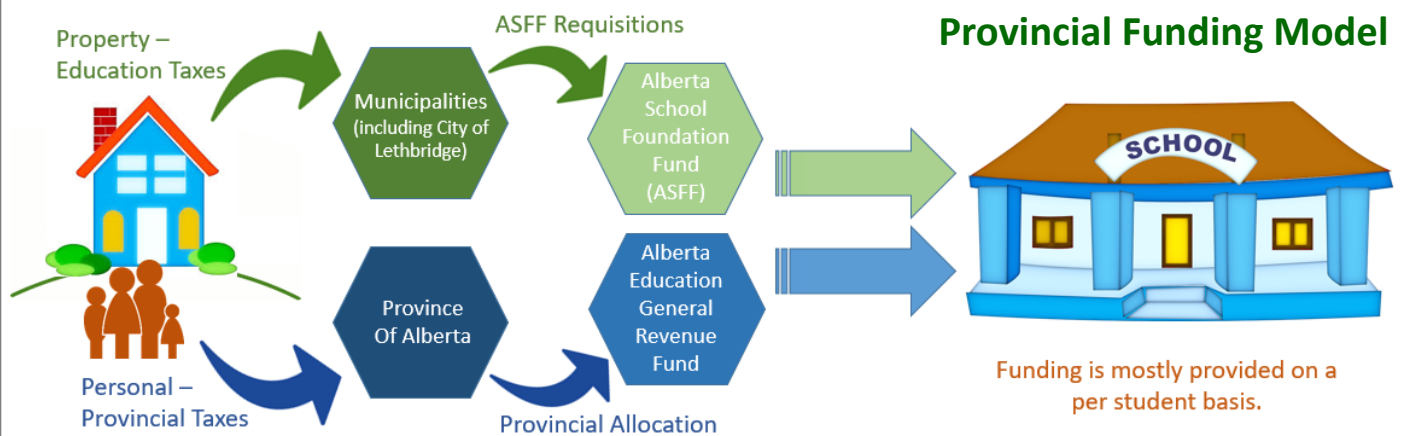 Provincial Funding Model
Property –
Education Taxes
ASFF Requisitions
Municipalities
(including City of
Lethbridge)
Alberta
School
Foundation
Fund
(ASFF)
SCHOOL
Province
Of Alberta
Alberta
Education
General
Revenue
Fund
Personal –
Provincial Taxes
Provincial Allocation
Funding is mostly provided on a
per student basis.